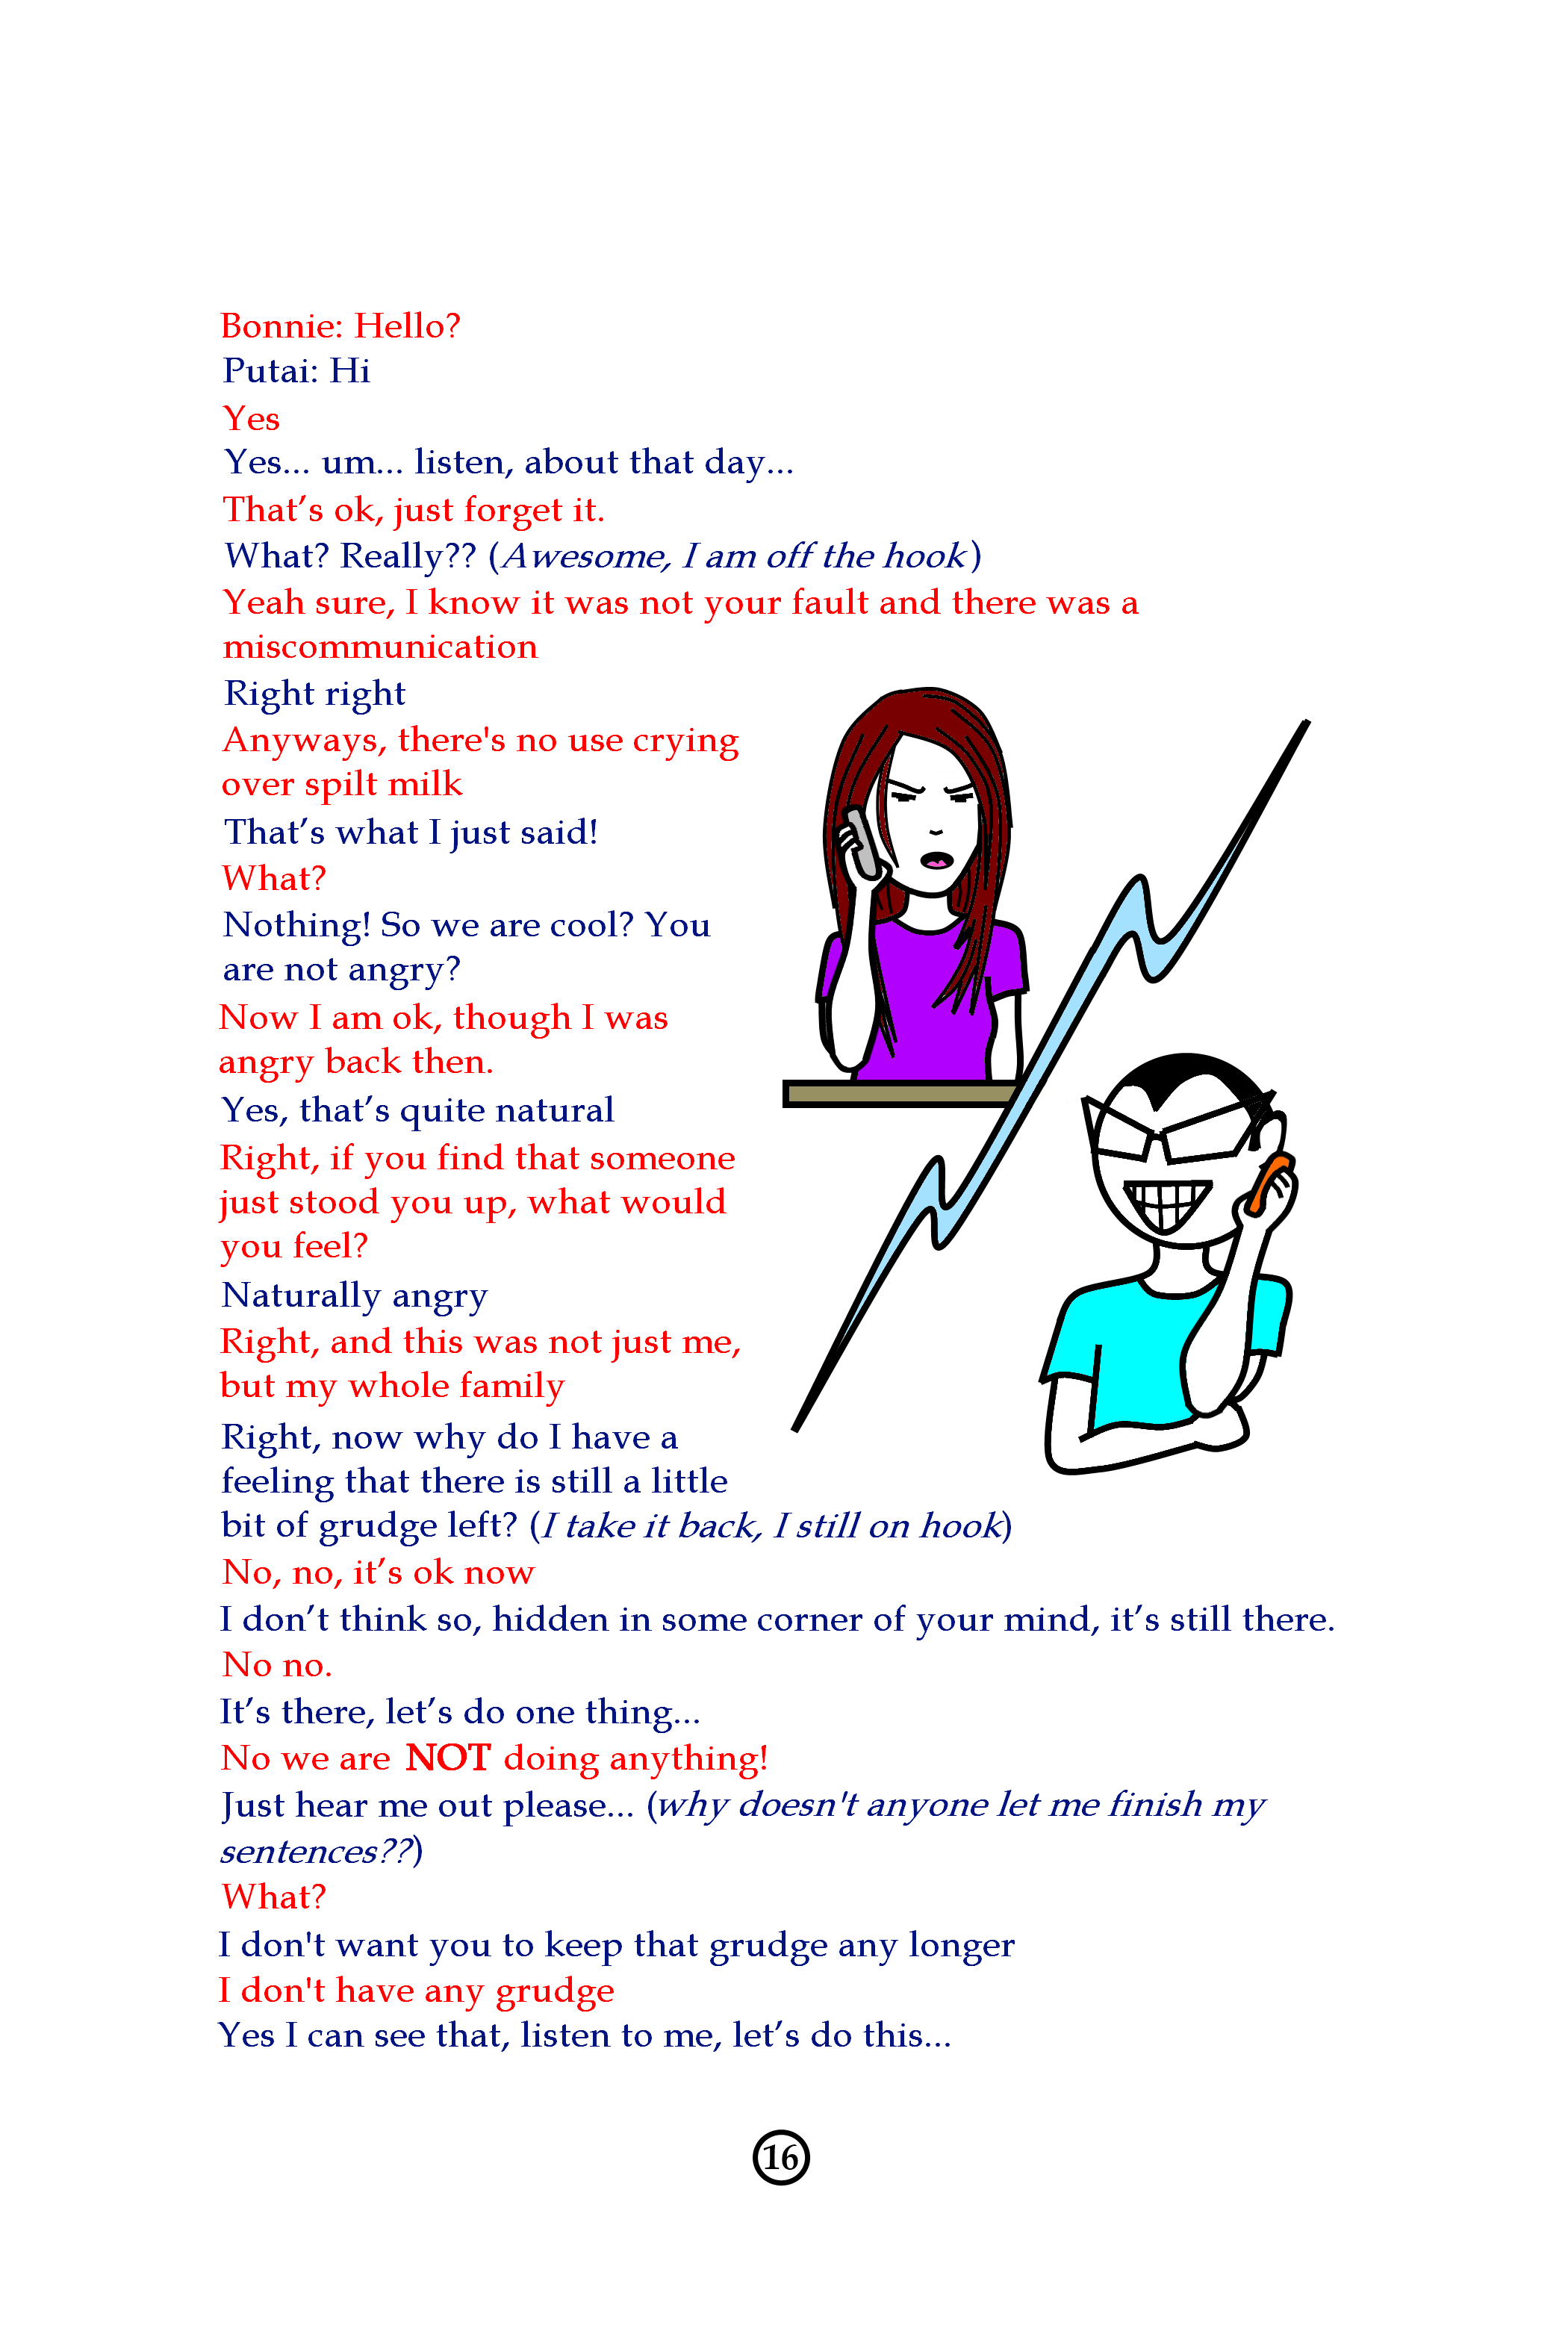 Bonnie: Hello?
Putai: Hi
Yes
Yes... um... listen, about that day...
That’s ok, just forget it.
What? Really?? (Awesome, I am off the hook)
Yeah sure, I know it was not your fault and there was a
miscommunication
Right right
Anyways, there's no use crying
over spilt milk
That’s what I just said!
What?
Nothing! So we are cool? You
are not angry?
Now I am ok, though I was
angry back then.
Yes, that’s quite natural
Right, if you find that someone
just stood you up, what would
you feel?
Naturally angry
Right, and this was not just me,
but my whole family
Right, now why do I have a
feeling that there is still a little
bit of grudge left? (I take it back, I still on hook)
No, no, it’s ok now
I don’t think so, hidden in some corner of your mind, it’s still there.
No no.
It’s there, let’s do one thing...
No we are NOT doing anything!
Just hear me out please... (why doesn't anyone let me finish my
sentences??)
What?
I don't want you to keep that grudge any longer
I don't have any grudge
Yes I can see that, listen to me, let’s do this...
16